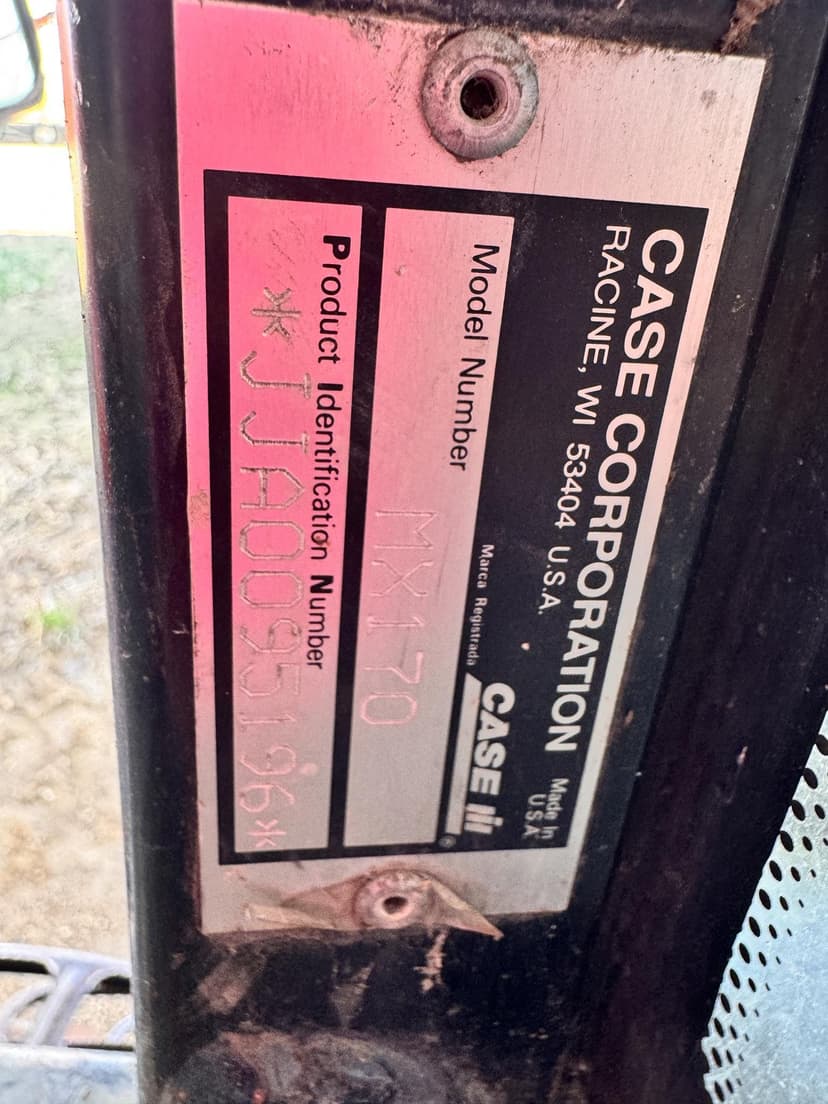 CASE CORPORATION
RACINE, WI 53404 U.S.A.
Made In
U S A
Marca Registrada
CASE IH ®
Model Number
MX170
Product Identification Number
*JJA0095196*